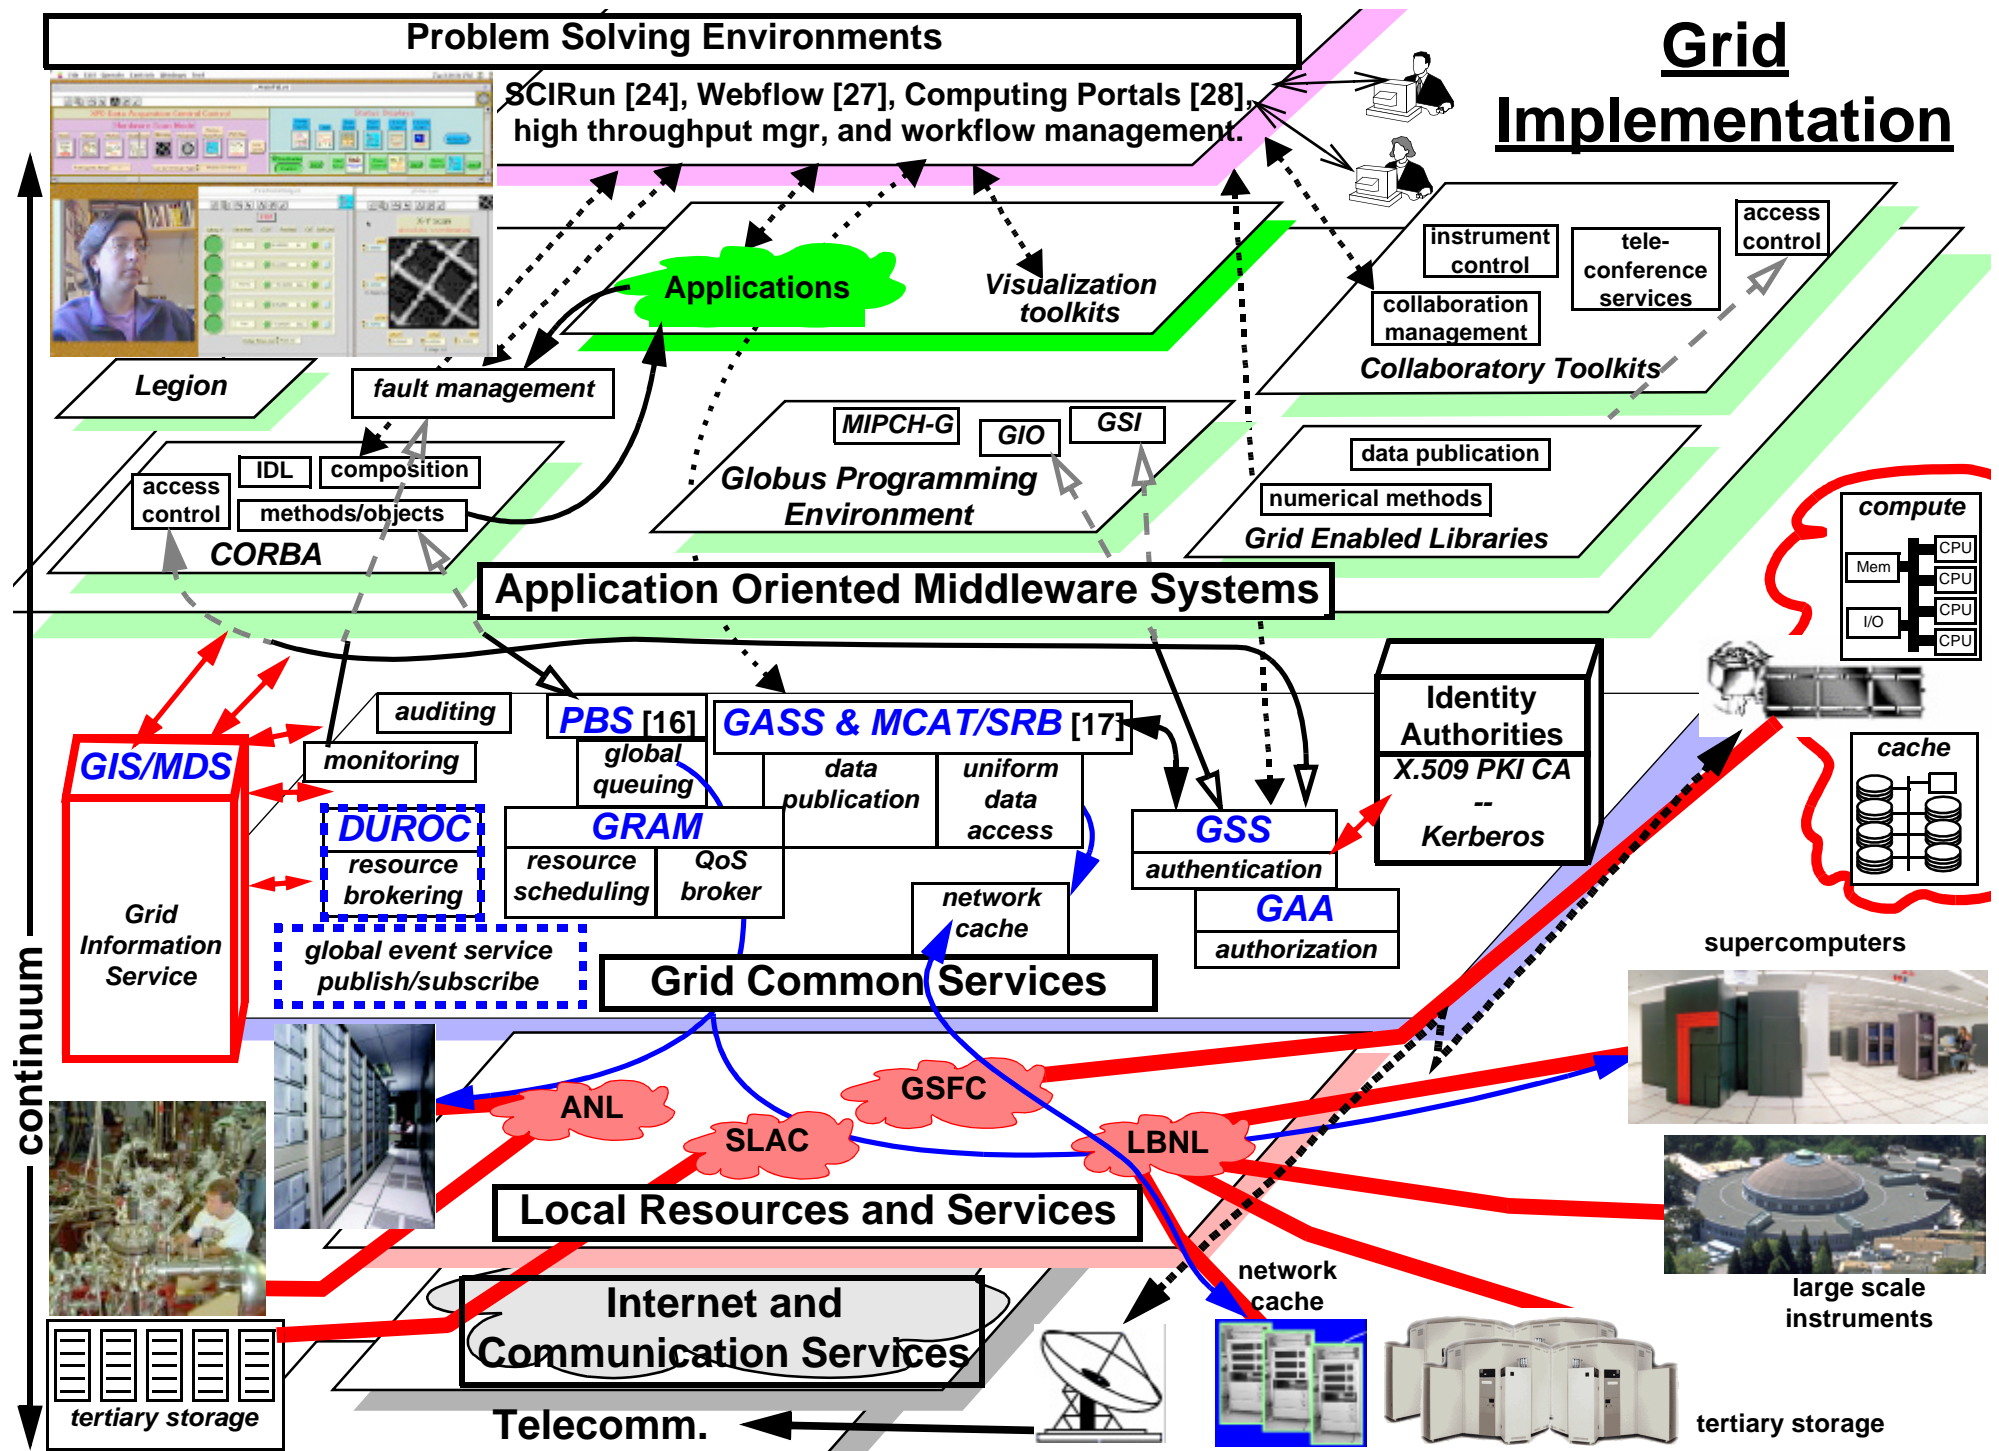 Grid
Implementation
Problem Solving Environments
SCIRun [24], Webflow [27], Computing Portals [28],
high throughput mgr, and workflow management.
X-Y Scan
Applications
Visualization
toolkits
instrument
control
tele-
conference
services
access
control
collaboration
management
Collaboratory Toolkits
Legion
fault management
IDL
composition
access
control
methods/objects
CORBA
MIPCH-G
GIO
GSI
Globus Programming
Environment
data publication
numerical methods
Grid Enabled Libraries
Application Oriented Middleware Systems
compute
Mem
I/O
CPU
CPU
CPU
CPU
cache
GIS/MDS
Grid
Information
Service
auditing
monitoring
DUROC
resource
brokering
global event service
publish/subscribe
PBS [16]
global
queuing
GRAM
resource
scheduling
QoS
broker
GASS & MCAT/SRB [17]
data
publication
uniform
data
access
network
cache
GSS
authentication
GAA
authorization
Identity
Authorities
X.509 PKI CA
--
Kerberos
Grid Common Services
continuum
supercomputers
ANL
SLAC
GSFC
LBNL
Local Resources and Services
large scale
instruments
network
cache
Internet and
Communication Services
tertiary storage
Telecomm.
tertiary storage